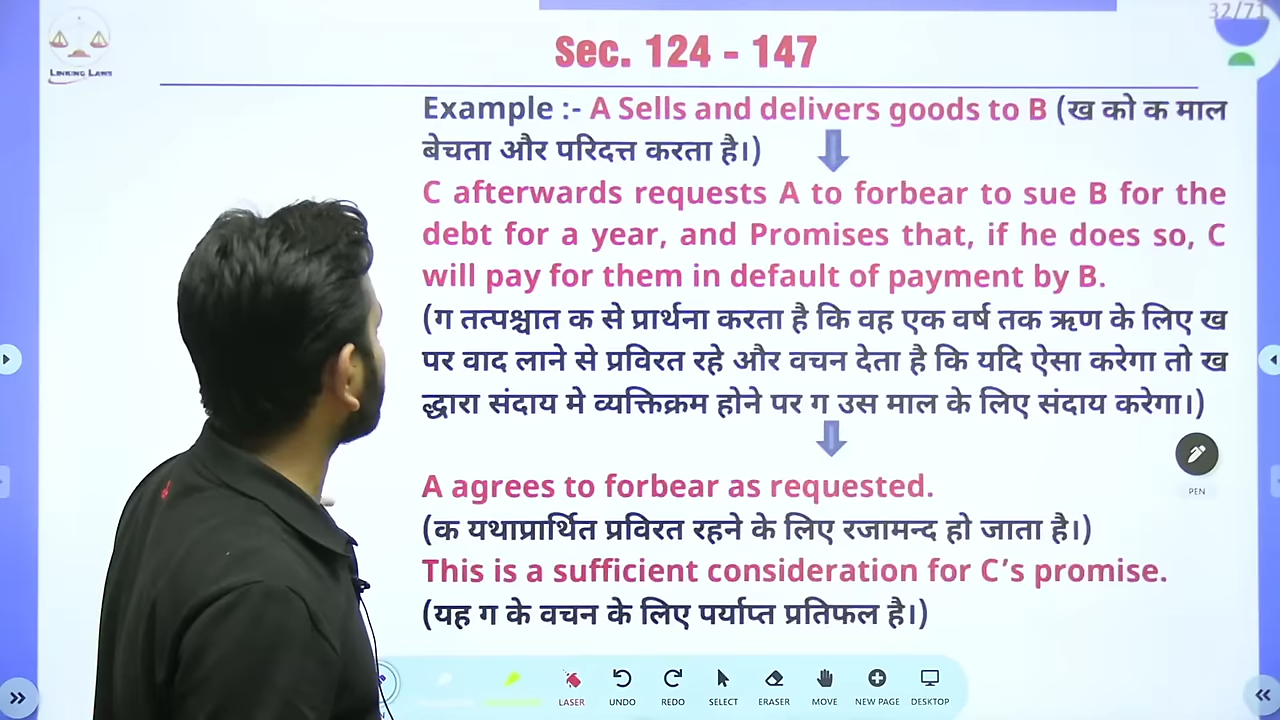 32/71
LINKING LAWS
Sec. 124 - 147
Example :- A Sells and delivers goods to B (ख को क माल
बेचता और परिदत्त करता है।)
C afterwards requests A to forbear to sue B for the
debt for a year, and Promises that, if he does so, C
will pay for them in default of payment by B.
(ग तत्पश्चात क से प्रार्थना करता है कि वह एक वर्ष तक ऋण के लिए ख
पर वाद लाने से प्रविरत रहे और वचन देता है कि यदि ऐसा करेगा तो ख
द्धारा संदाय मे व्यक्तिक्रम होने पर ग उस माल के लिए संदाय करेगा।)
A agrees to forbear as requested.
(क यथाप्रार्थित प्रविरत रहने के लिए रजामन्द हो जाता है।)
This is a sufficient consideration for C’s promise.
(यह ग के वचन के लिए पर्याप्त प्रतिफल है।)
PEN
LASER UNDO REDO SELECT ERASER MOVE NEW PAGE DESKTOP